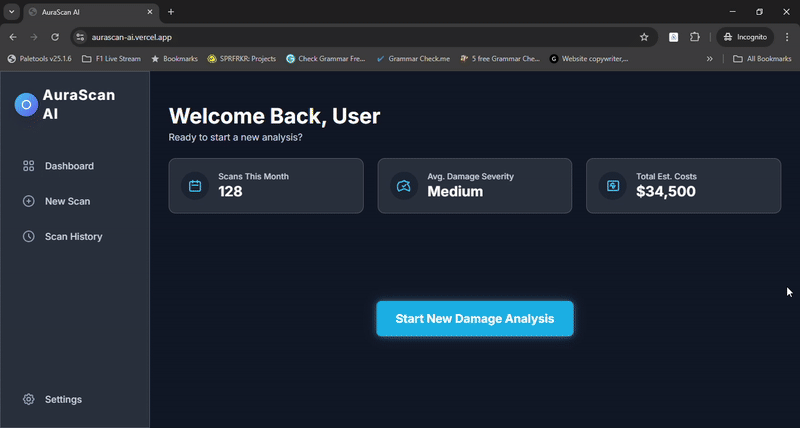 AuraScan AI
aurascan-ai.vercel.app
Incognito
Paletools v25.1.6
F1 Live Stream
Bookmarks
SPRFRKR: Projects
Check Grammar Fre...
Grammar Check.me
5 free Grammar Che...
Website copywriter,...
All Bookmarks
AuraScan
AI
Dashboard
New Scan
Scan History
Settings
Welcome Back, User
Ready to start a new analysis?
Scans This Month
128
Avg. Damage Severity
Medium
Total Est. Costs
$34,500
Start New Damage Analysis